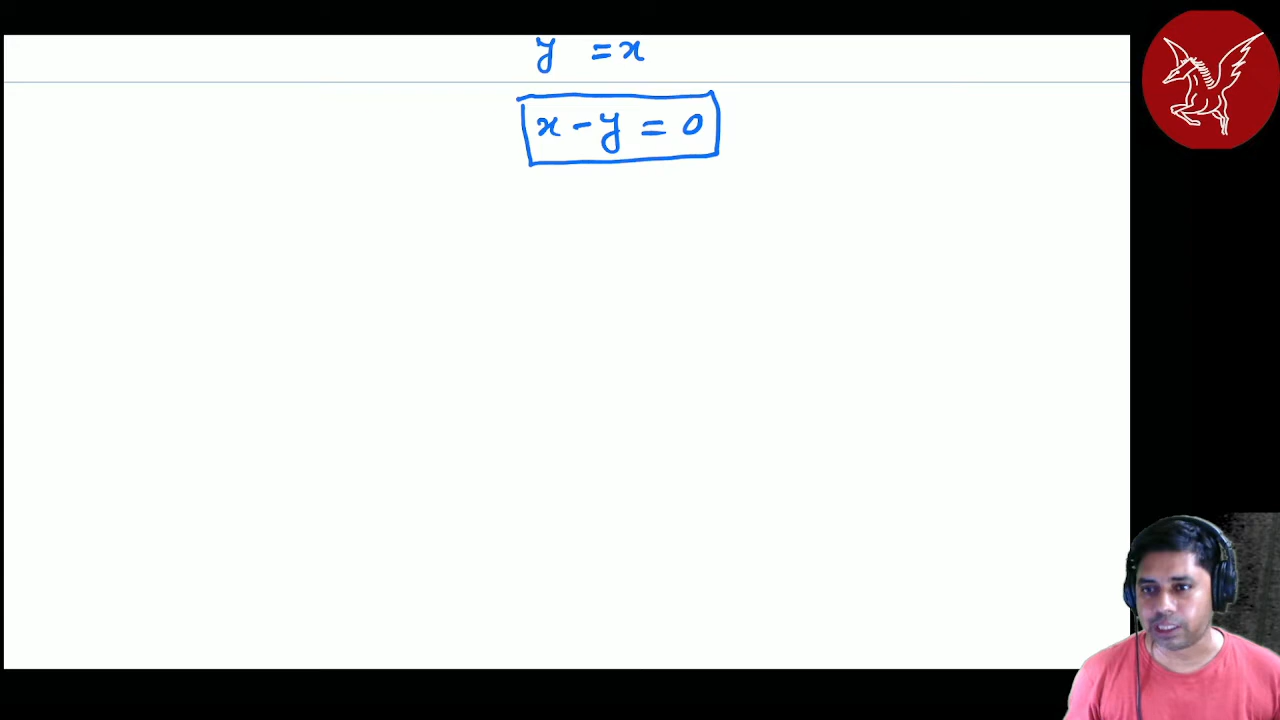 y = x
x - y = 0